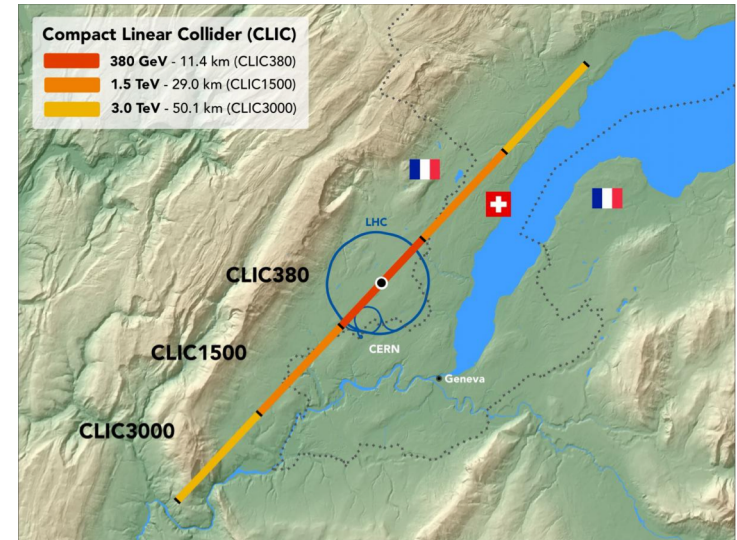 Compact Linear Collider (CLIC)
380 GeV - 11.4 km (CLIC380)
1.5 TeV - 29.0 km (CLIC1500)
3.0 TeV - 50.1 km (CLIC3000)
LHC
CLIC380
CLIC1500
CERN
Geneva
CLIC3000